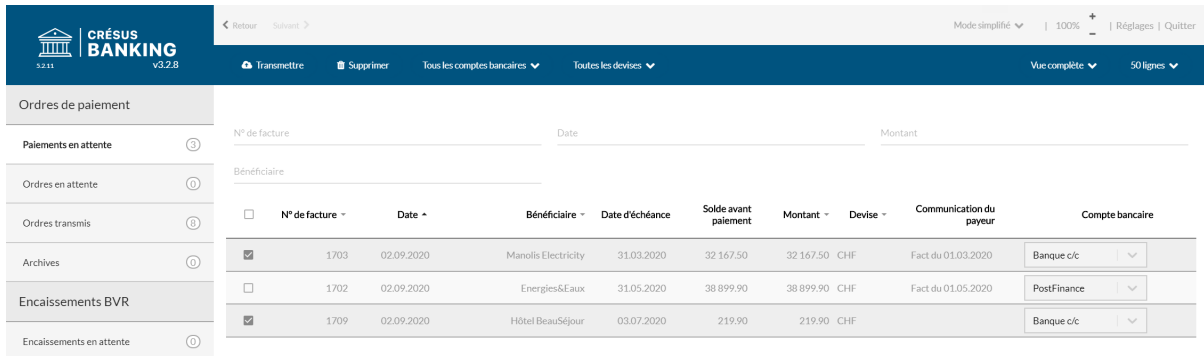 CRÉSUS
BANKING
5.2.11 v3.2.8
Retour Suivant
Mode simplifié | 100% + − | Réglages | Quitter
Transmettre Supprimer Tous les comptes bancaires Toutes les devises Vue complète 50 lignes
Ordres de paiement
Paiements en attente 3
Ordres en attente 0
Ordres transmis 8
Archives 0
Encaissements BVR
Encaissements en attente 0
N° de facture Date Montant
Bénéficiaire
N° de facture Date Bénéficiaire Date d'échéance Solde avant paiement Montant Devise Communication du payeur Compte bancaire
1703 02.09.2020 Manolis Electricity 31.03.2020 32 167.50 32 167.50 CHF Fact du 01.03.2020 Banque c/c
1702 02.09.2020 Energies&Eaux 31.05.2020 38 899.90 38 899.90 CHF Fact du 01.05.2020 PostFinance
1709 02.09.2020 Hôtel BeauSéjour 03.07.2020 219.90 219.90 CHF Banque c/c